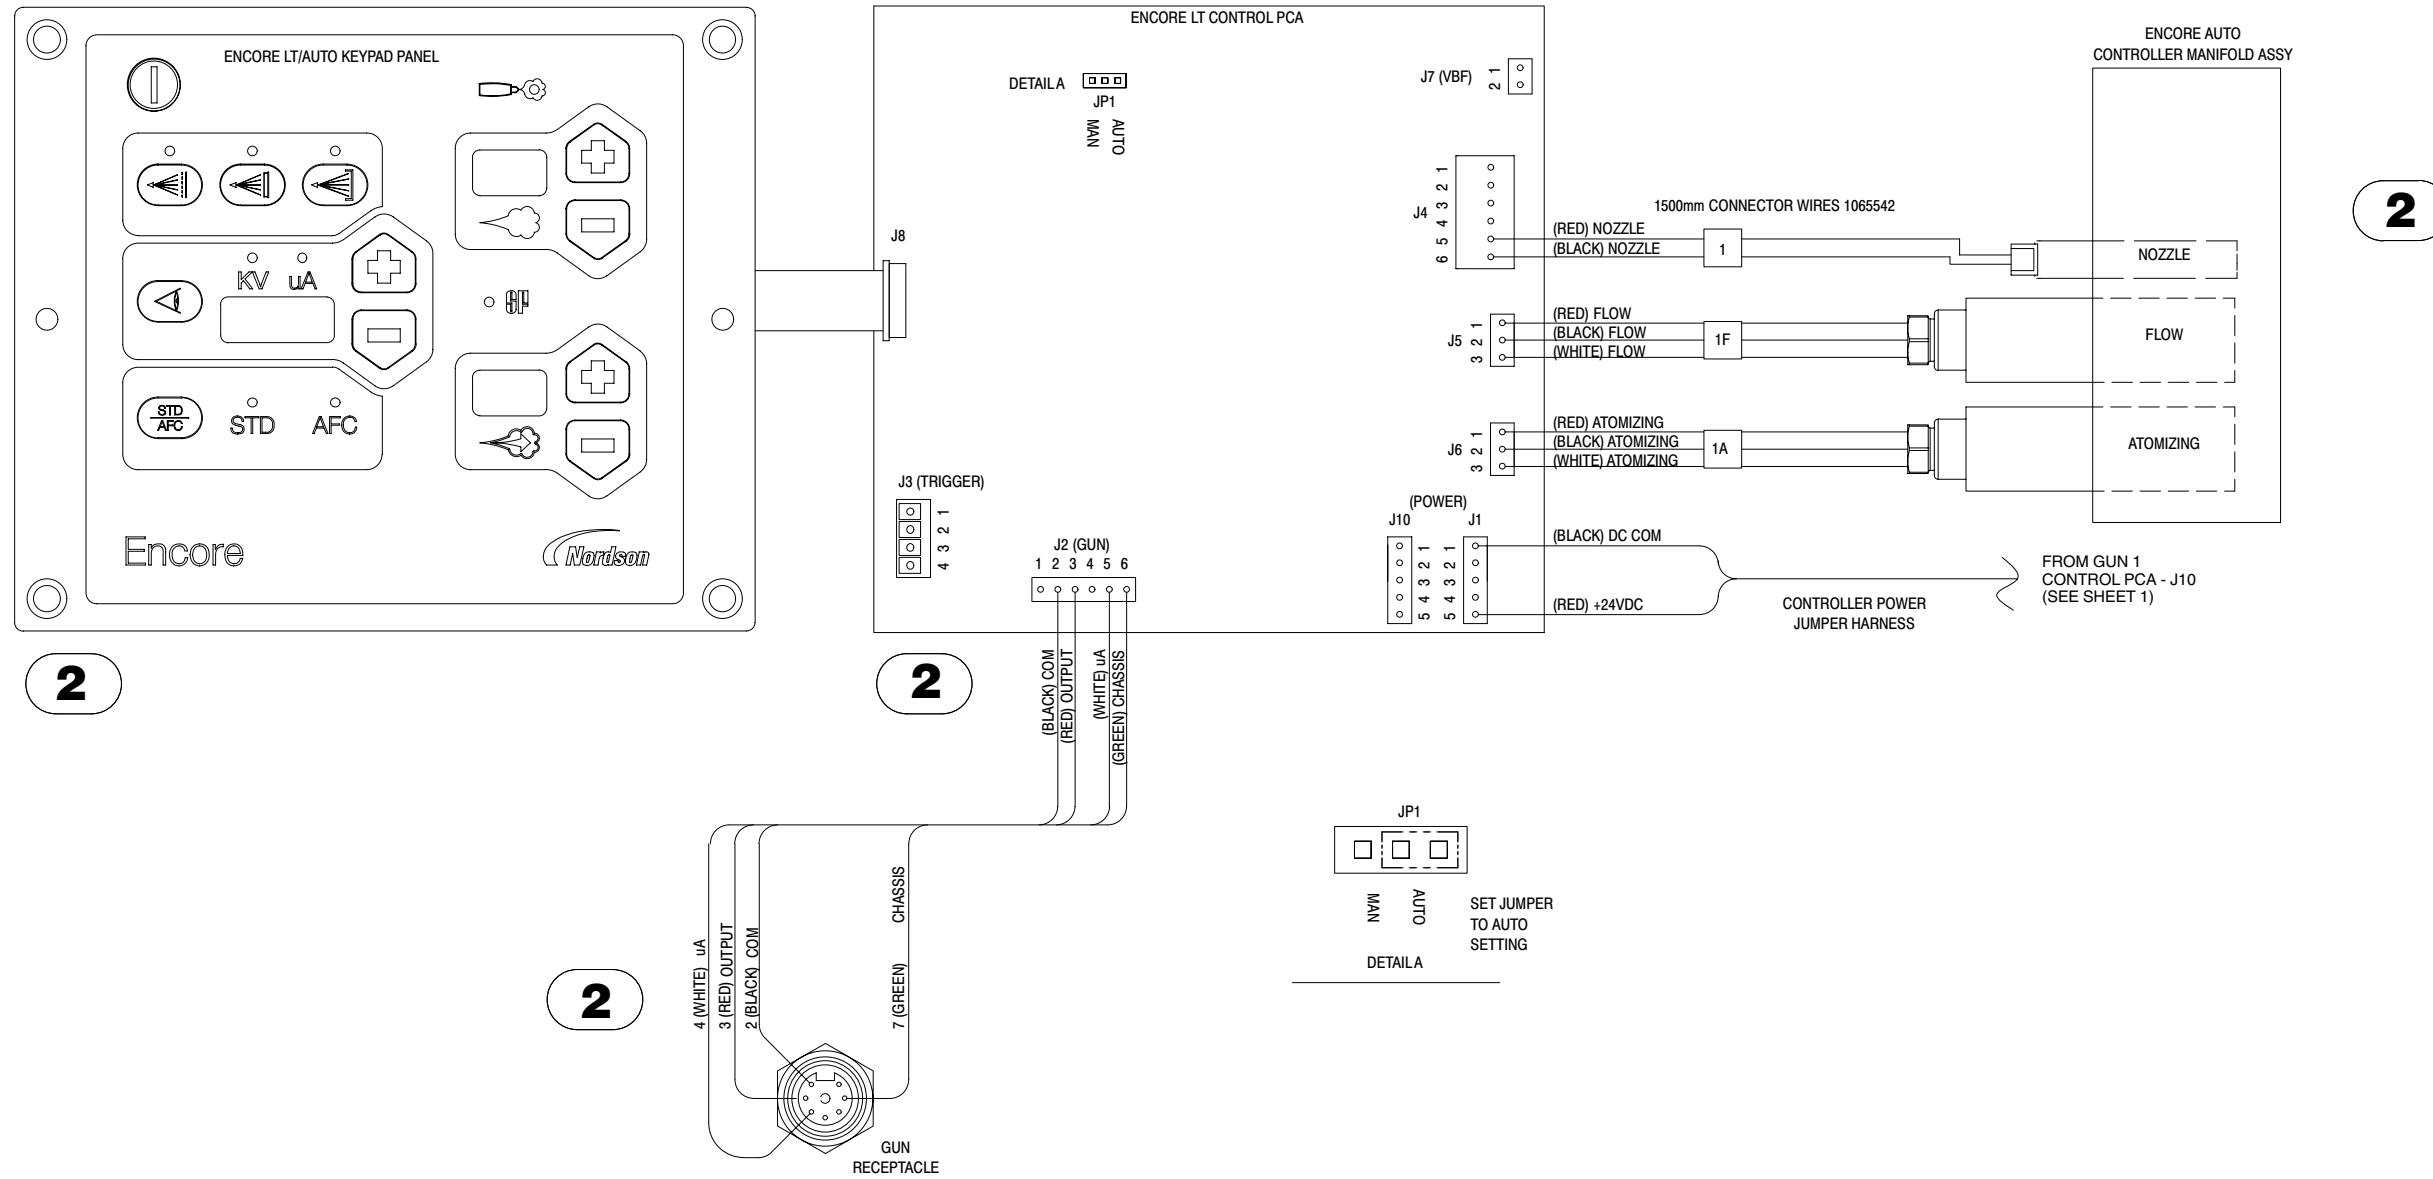 ENCORE LT/AUTO KEYPAD PANEL
KV uA
STD
AFC
STD AFC
Encore
Nordson
2
ENCORE LT CONTROL PCA
DETAIL A
JP1
MAN
AUTO
J8
J7 (VBF)
1
2
J4
1
2
3
4
5
6
J5
1
2
3
J6
1
2
3
J3 (TRIGGER)
1
2
3
4
J2 (GUN)
1 2 3 4 5 6
(POWER)
J10 J1
1 1
2 2
3 3
4 4
5 5
2
1500mm CONNECTOR WIRES 1065542
(RED) NOZZLE
(BLACK) NOZZLE
1
(RED) FLOW
(BLACK) FLOW
(WHITE) FLOW
1F
(RED) ATOMIZING
(BLACK) ATOMIZING
(WHITE) ATOMIZING
1A
(BLACK) DC COM
(RED) +24VDC
CONTROLLER POWER
JUMPER HARNESS
FROM GUN 1
CONTROL PCA - J10
(SEE SHEET 1)
ENCORE AUTO
CONTROLLER MANIFOLD ASSY
NOZZLE
FLOW
ATOMIZING
2
(BLACK) COM
(RED) OUTPUT
(WHITE) uA
(GREEN) CHASSIS
4 (WHITE) uA
3 (RED) OUTPUT
2 (BLACK) COM
7 (GREEN) CHASSIS
2
GUN
RECEPTACLE
JP1
MAN
AUTO
SET JUMPER
TO AUTO
SETTING
DETAIL A